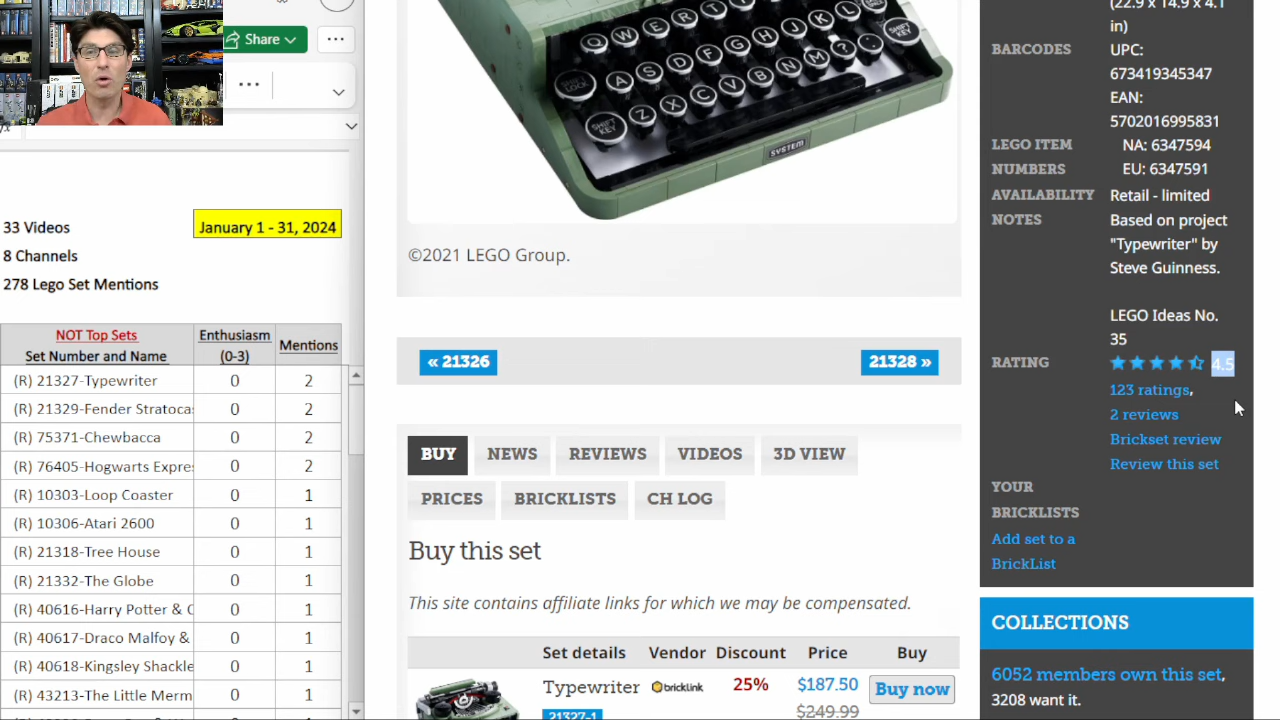 Share
33 Videos
January 1 - 31, 2024
8 Channels
278 Lego Set Mentions
NOT Top Sets
Set Number and Name
Enthusiasm
(0-3)
Mentions
(R) 21327-Typewriter 0 2
(R) 21329-Fender Stratoca 0 2
(R) 75371-Chewbacca 0 2
(R) 76405-Hogwarts Expre 0 2
(R) 10303-Loop Coaster 0 1
(R) 10306-Atari 2600 0 1
(R) 21318-Tree House 0 1
(R) 21332-The Globe 0 1
(R) 40616-Harry Potter & C 0 1
(R) 40617-Draco Malfoy & 0 1
(R) 40618-Kingsley Shackle 0 1
(R) 43213-The Little Merm 0 1
Q W E R T Y U I
A S D F G H J K L
SHIFT LOCK
SHIFT KEY
Z X C V B N M ? .
SHIFT KEY
SYSTEM
©2021 LEGO Group.
« 21326
21328 »
BUY
NEWS
REVIEWS
VIDEOS
3D VIEW
PRICES
BRICKLISTS
CH LOG
Buy this set
This site contains affiliate links for which we may be compensated.
Set details Vendor Discount Price Buy
Typewriter bricklink 25% $187.50 Buy now
21327-1 $249.99
(22.9 x 14.9 x 4.1
in)
BARCODES UPC:
673419345347
EAN:
5702016995831
LEGO ITEM NA: 6347594
NUMBERS EU: 6347591
AVAILABILITY Retail - limited
NOTES Based on project
"Typewriter" by
Steve Guinness.
LEGO Ideas No.
35
RATING 4.5
123 ratings,
2 reviews
Brickset review
Review this set
YOUR
BRICKLISTS
Add set to a
BrickList
COLLECTIONS
6052 members own this set,
3208 want it.